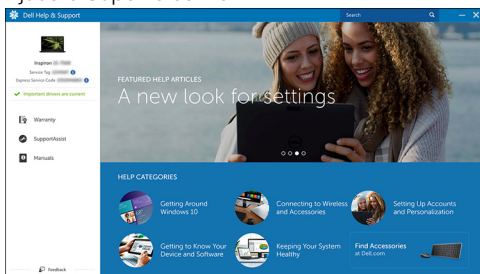 Dell Help & Support
Search
Inspiron
Service Tag
Express Service Code
Important drivers are current
Warranty
SupportAssist
Manuals
Feedback
FEATURED HELP ARTICLES
A new look for settings
HELP CATEGORIES
Getting Around
Windows 10
Connecting to Wireless
and Accessories
Setting Up Accounts
and Personalization
Getting to Know Your
Device and Software
Keeping Your System
Healthy
Find Accessories
at Dell.com